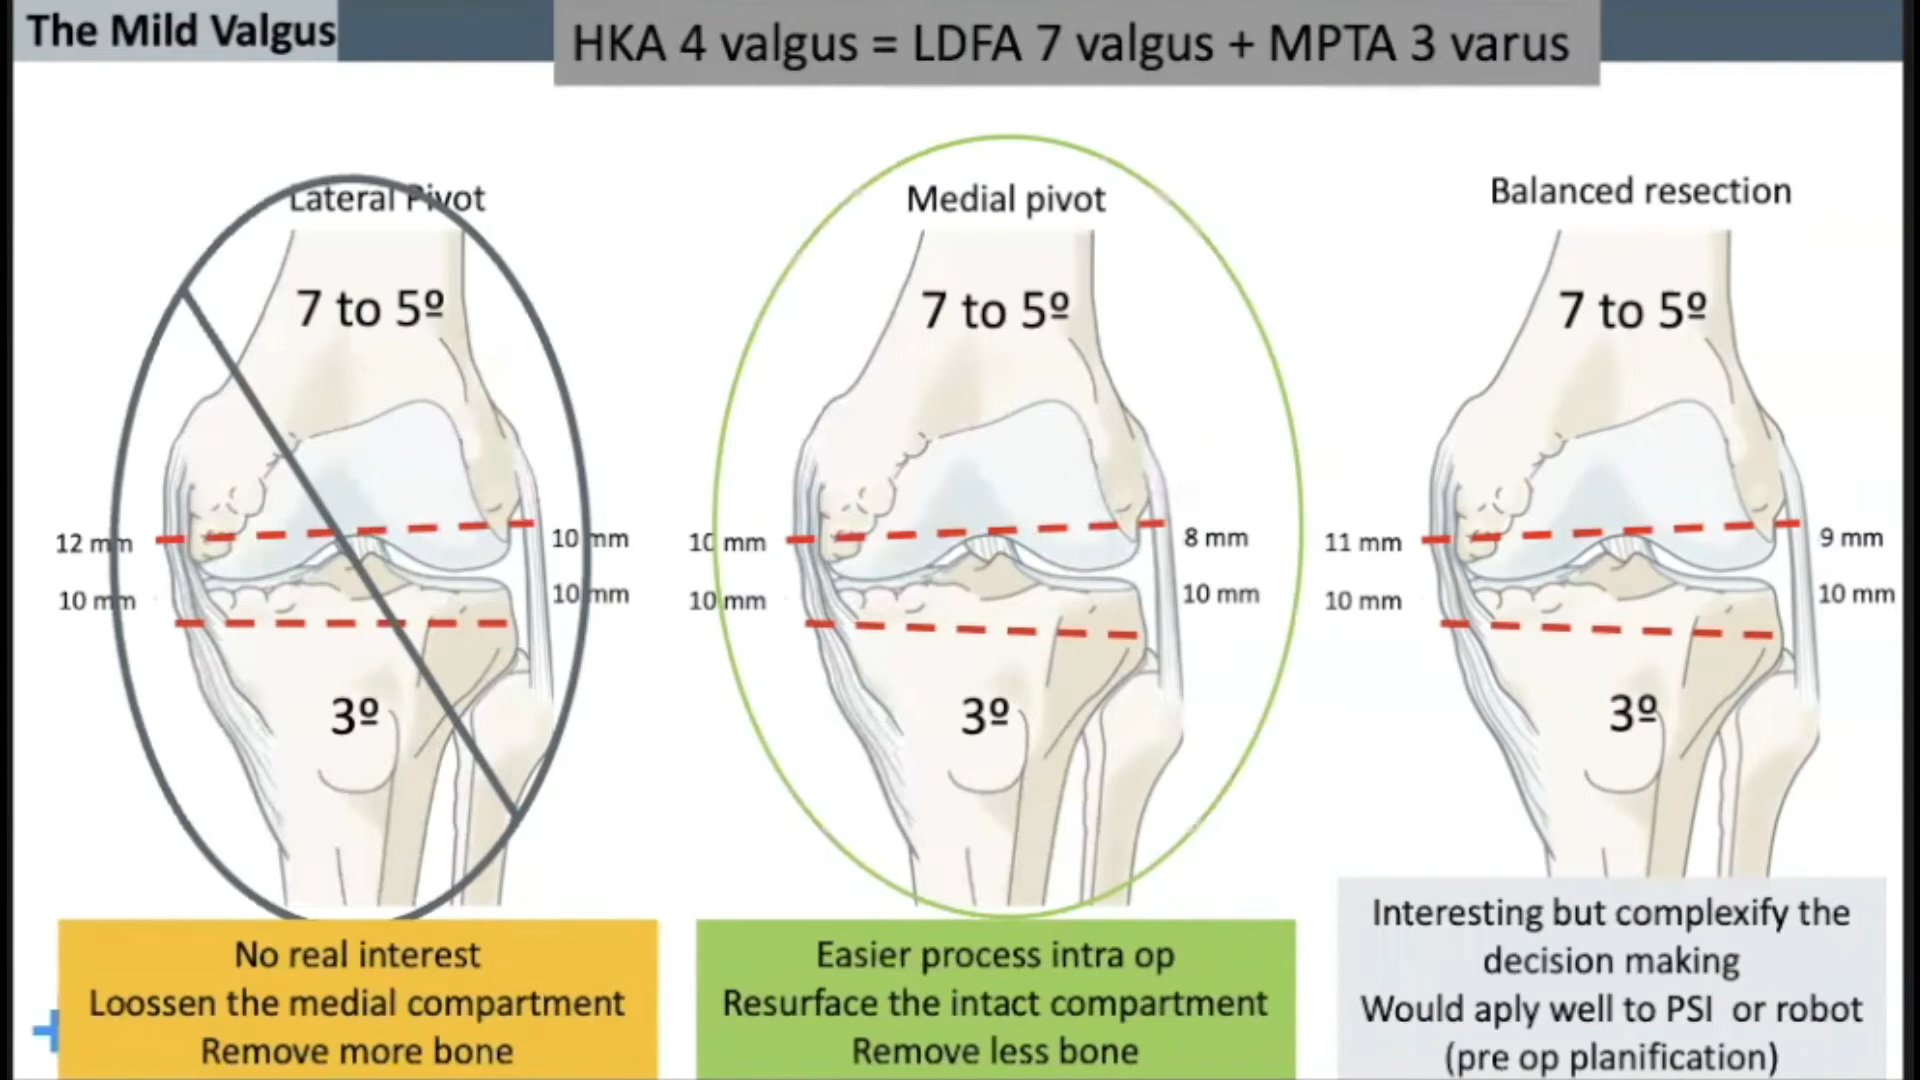 The Mild Valgus
HKA 4 valgus = LDFA 7 valgus + MPTA 3 varus
Lateral Pivot
7 to 5º
12 mm
10 mm
10 mm
10 mm
3º
No real interest
Loossen the medial compartment
Remove more bone
Medial pivot
7 to 5º
10 mm
8 mm
10 mm
10 mm
3º
Easier process intra op
Resurface the intact compartment
Remove less bone
Balanced resection
7 to 5º
11 mm
9 mm
10 mm
10 mm
3º
Interesting but complexify the
decision making
Would aply well to PSI or robot
(pre op planification)